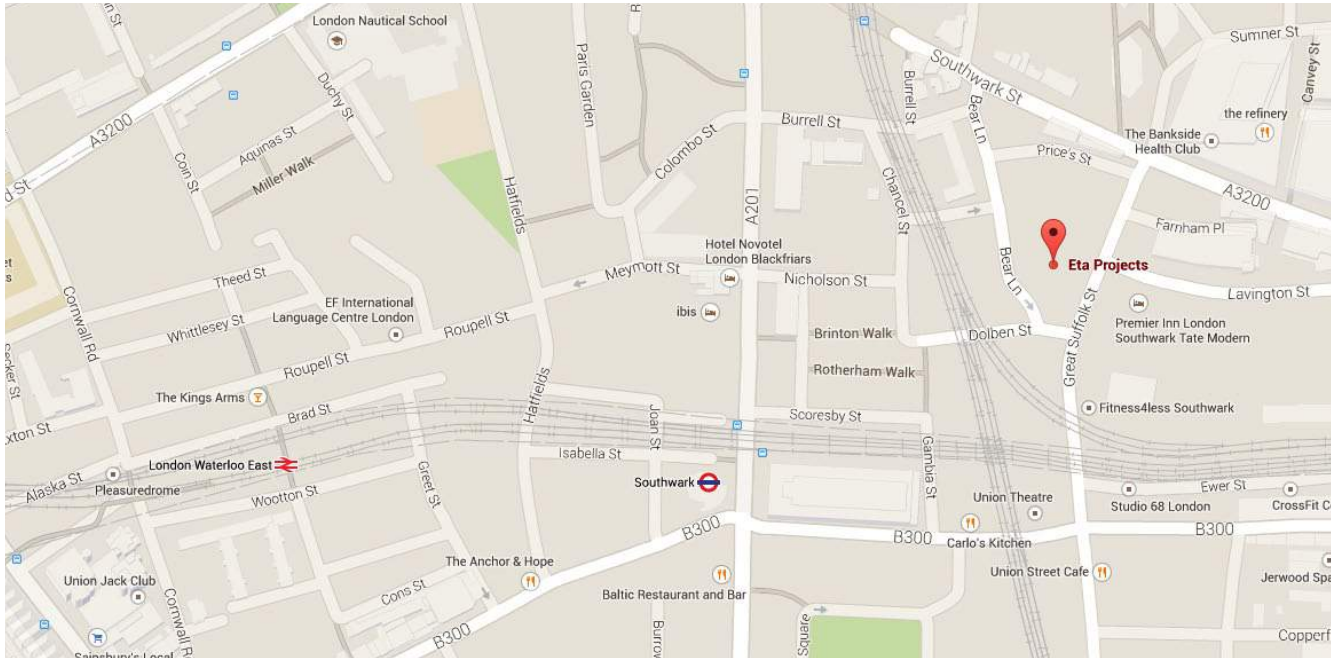 London Nautical School
Sumner St
Canvey St
Coin St
Duchy St
Paris Garden
Southwark St
Burrell St
Bear Ln
the refinery
A3200
Aquinas St
Colombo St
Burrell St
The Bankside
Health Club
Price's St
Miller Walk
Coin St
Hatfields
A201
Chancel St
A3200
Farnham Pl
Hotel Novotel
London Blackfriars
Eta Projects
Theed St
Meymott St
Nicholson St
Bear Ln
Lavington St
Cornwall Rd
EF International
Language Centre London
ibis
Whittlesey St
Roupell St
Brinton Walk
Dolben St
Great Suffolk St
Premier Inn London
Southwark Tate Modern
Roupell St
Rotherham Walk
The Kings Arms
Hatfields
Brad St
Joan St
Scoresby St
Fitness4less Southwark
London Waterloo East
Isabella St
Gambia St
Alaska St
Pleasuredrome
Wootton St
Greet St
Southwark
Union Theatre
Studio 68 London
Ewer St
CrossFit
B300
B300
Carlo's Kitchen
B300
The Anchor & Hope
Union Street Cafe
Union Jack Club
Cons St
Baltic Restaurant and Bar
Jerwood
Cornwall
B300
Square
Sainsbury's Local